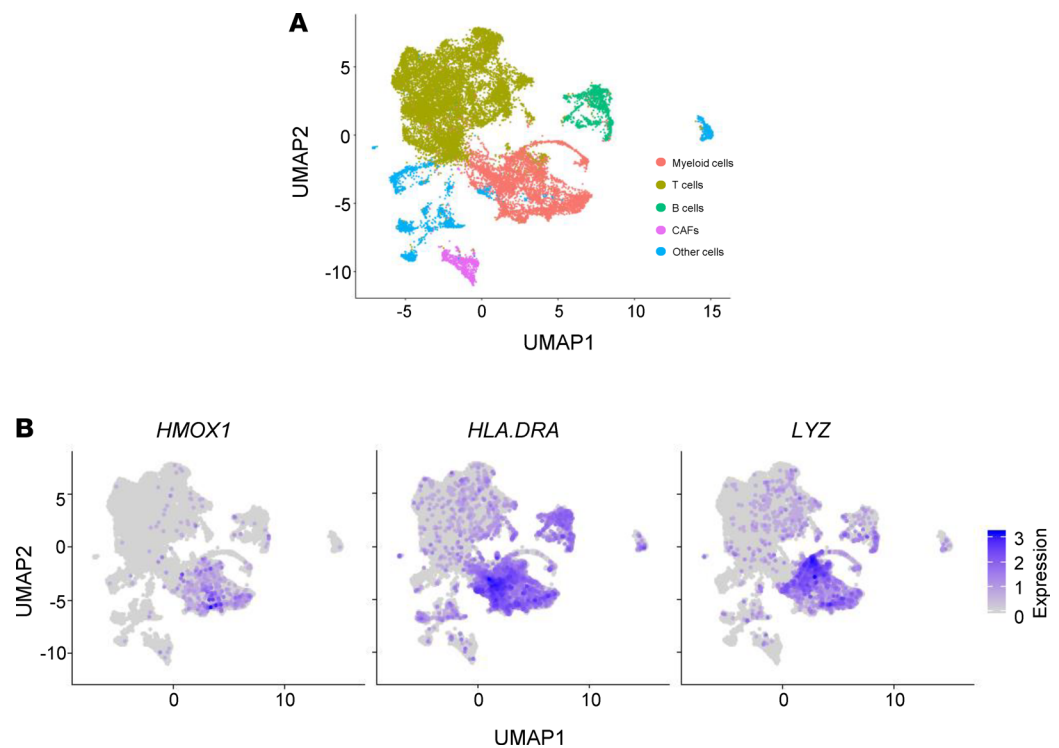 A
5
0
-5
-10
UMAP2
-5
0
5
10
15
UMAP1
Myeloid cells
T cells
B cells
CAFs
Other cells
B
HMOX1
HLA.DRA
LYZ
5
0
-5
-10
UMAP2
0
10
0
10
0
10
UMAP1
3
2
1
0
Expression